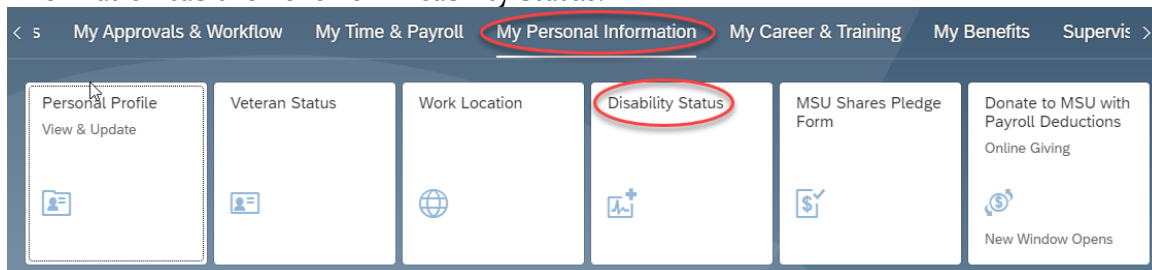 < s My Approvals & Workflow My Time & Payroll My Personal Information My Career & Training My Benefits Supervis >
Personal Profile
View & Update
Veteran Status
Work Location
Disability Status
MSU Shares Pledge
Form
Donate to MSU with
Payroll Deductions
Online Giving
New Window Opens